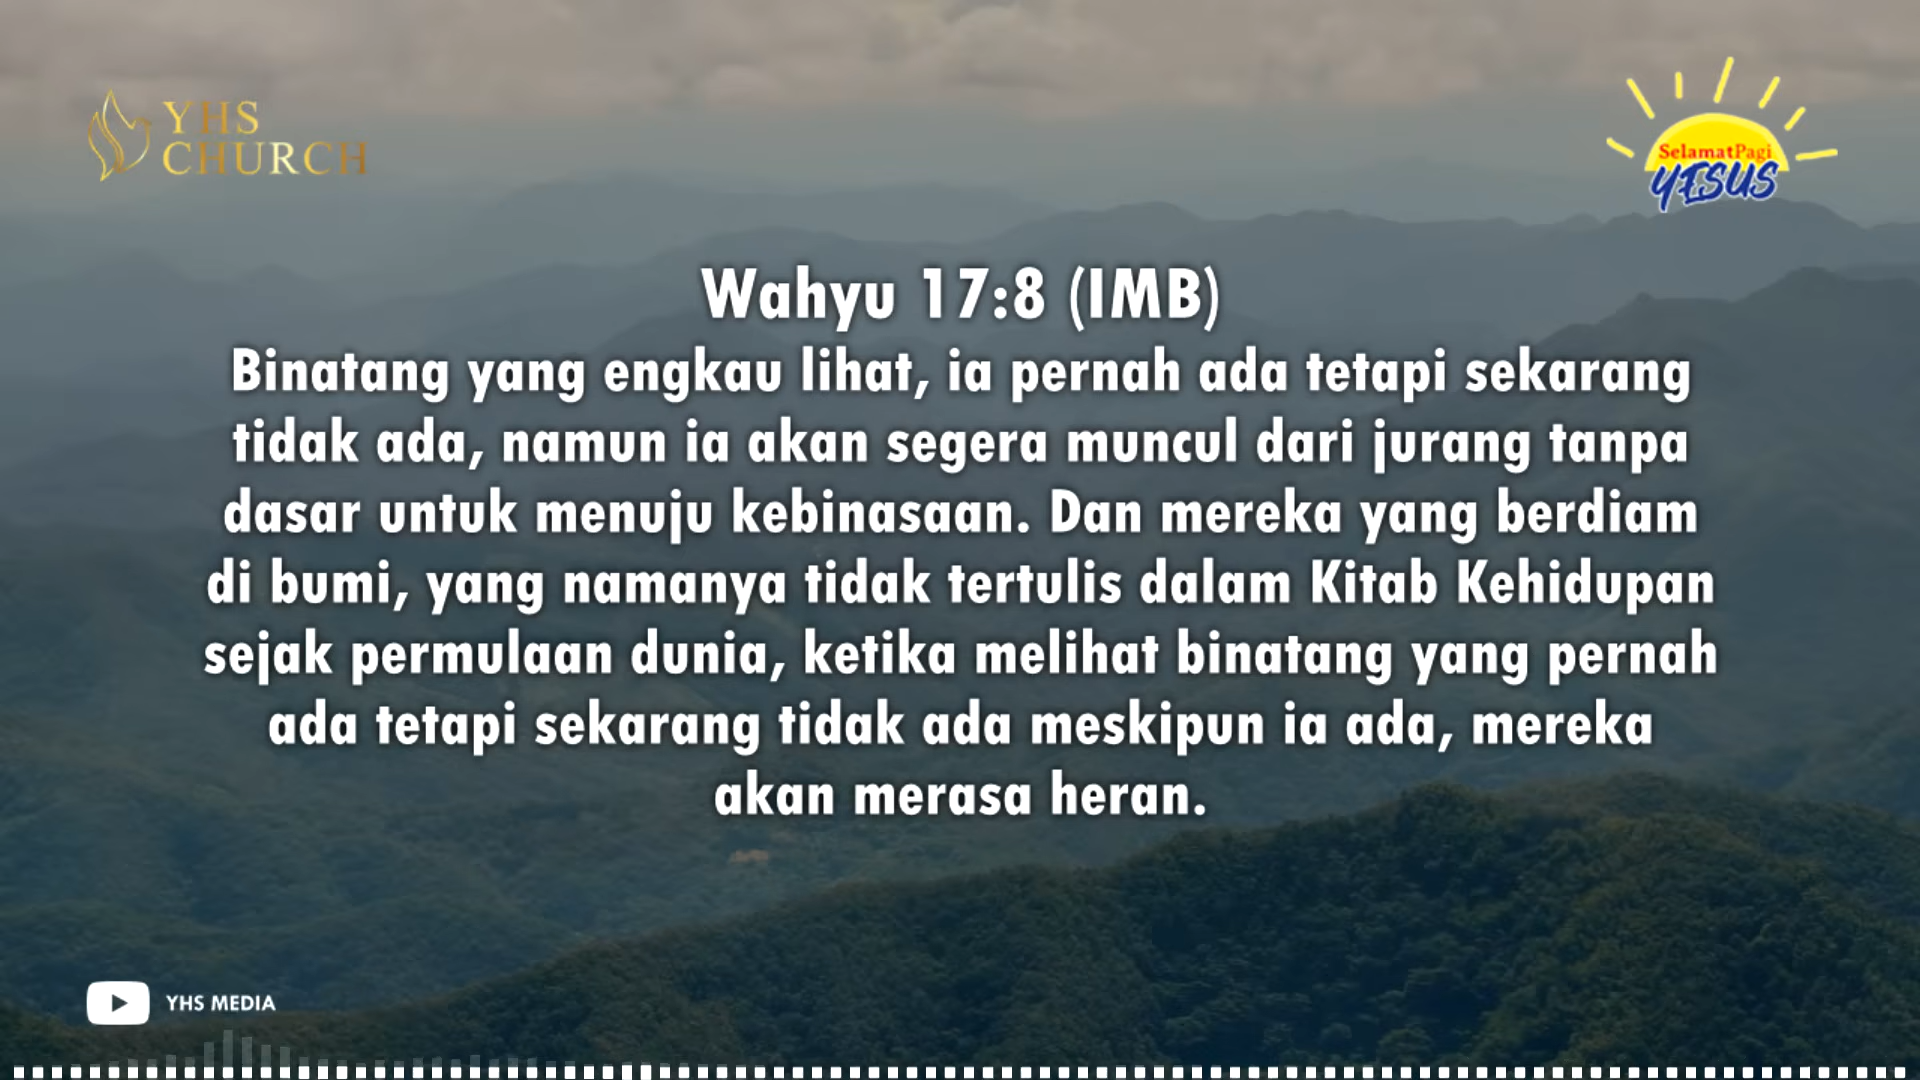 YHS
CHURCH
SelamatPagi
YESUS
Wahyu 17:8 (IMB)
Binatang yang engkau lihat, ia pernah ada tetapi sekarang
tidak ada, namun ia akan segera muncul dari jurang tanpa
dasar untuk menuju kebinasaan. Dan mereka yang berdiam
di bumi, yang namanya tidak tertulis dalam Kitab Kehidupan
sejak permulaan dunia, ketika melihat binatang yang pernah
ada tetapi sekarang tidak ada meskipun ia ada, mereka
akan merasa heran.
YHS MEDIA